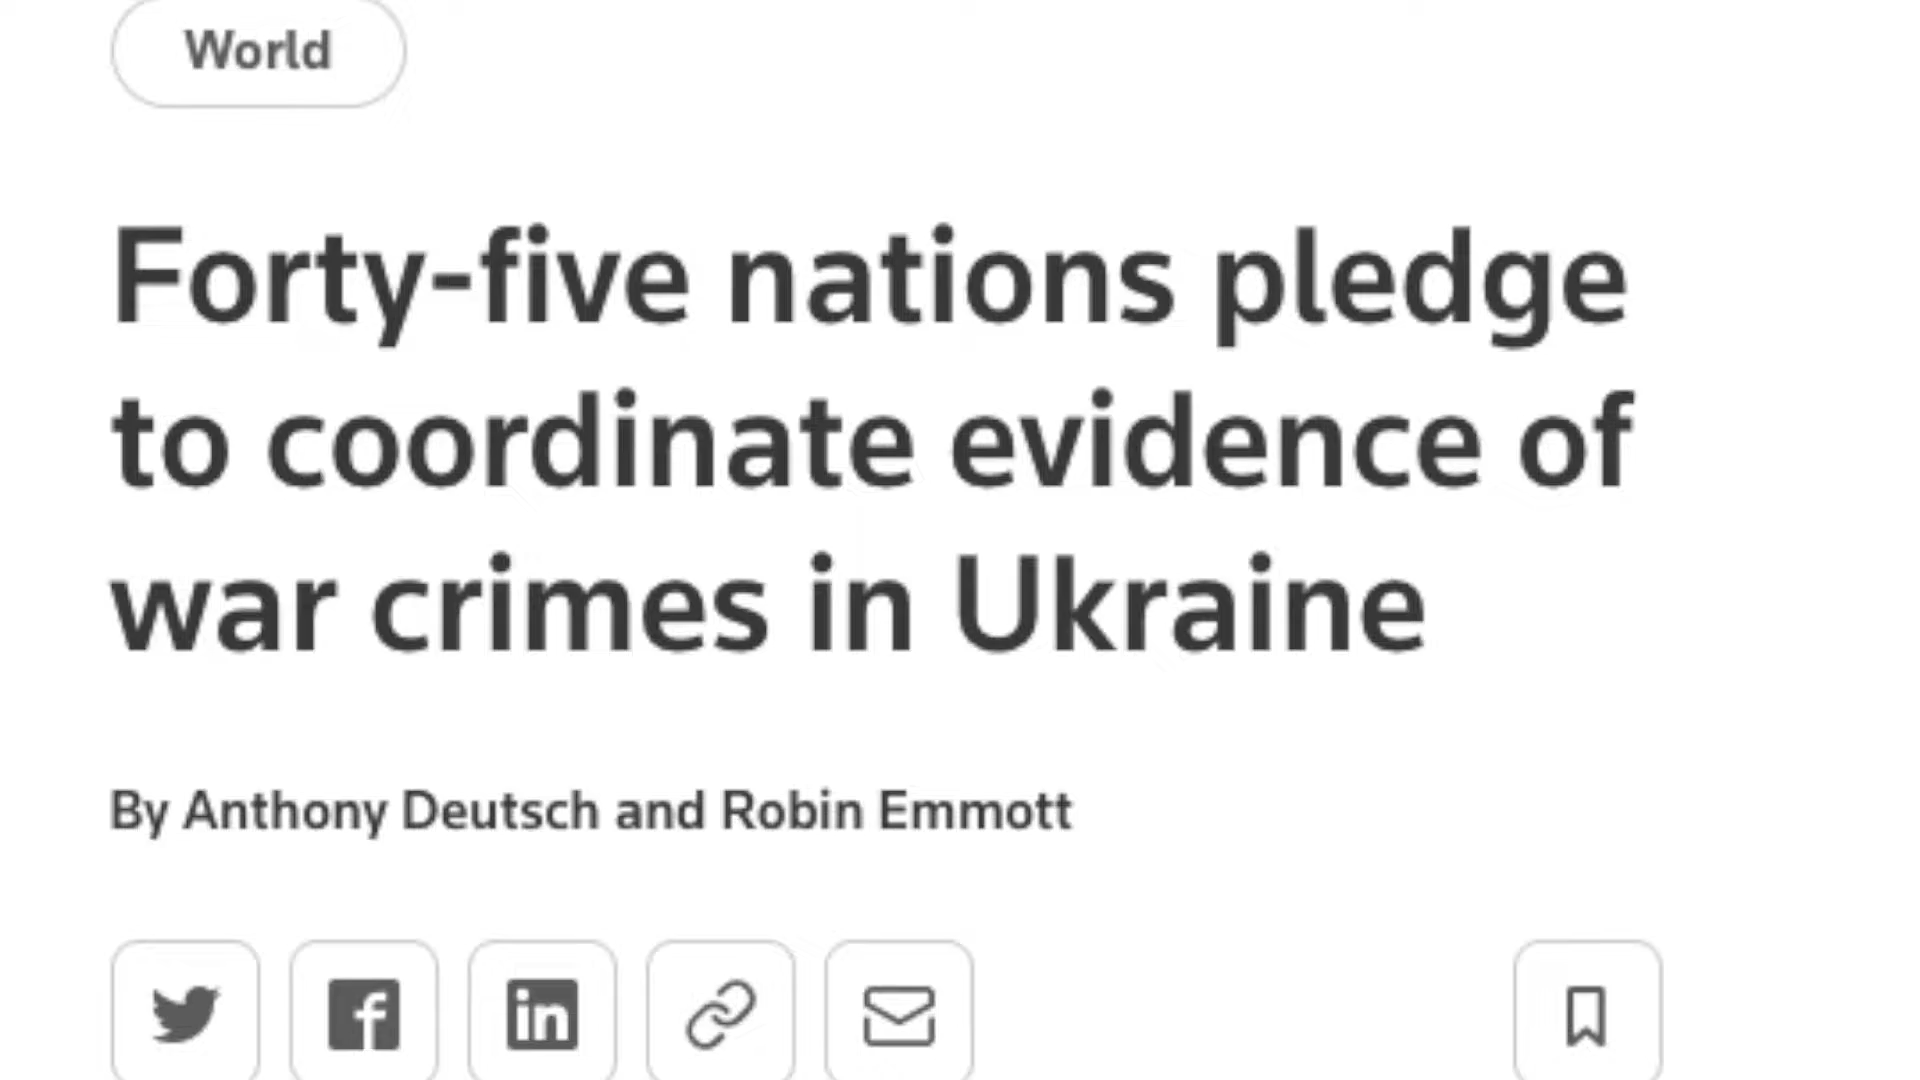 World
Forty-five nations pledge
to coordinate evidence of
war crimes in Ukraine
By Anthony Deutsch and Robin Emmott